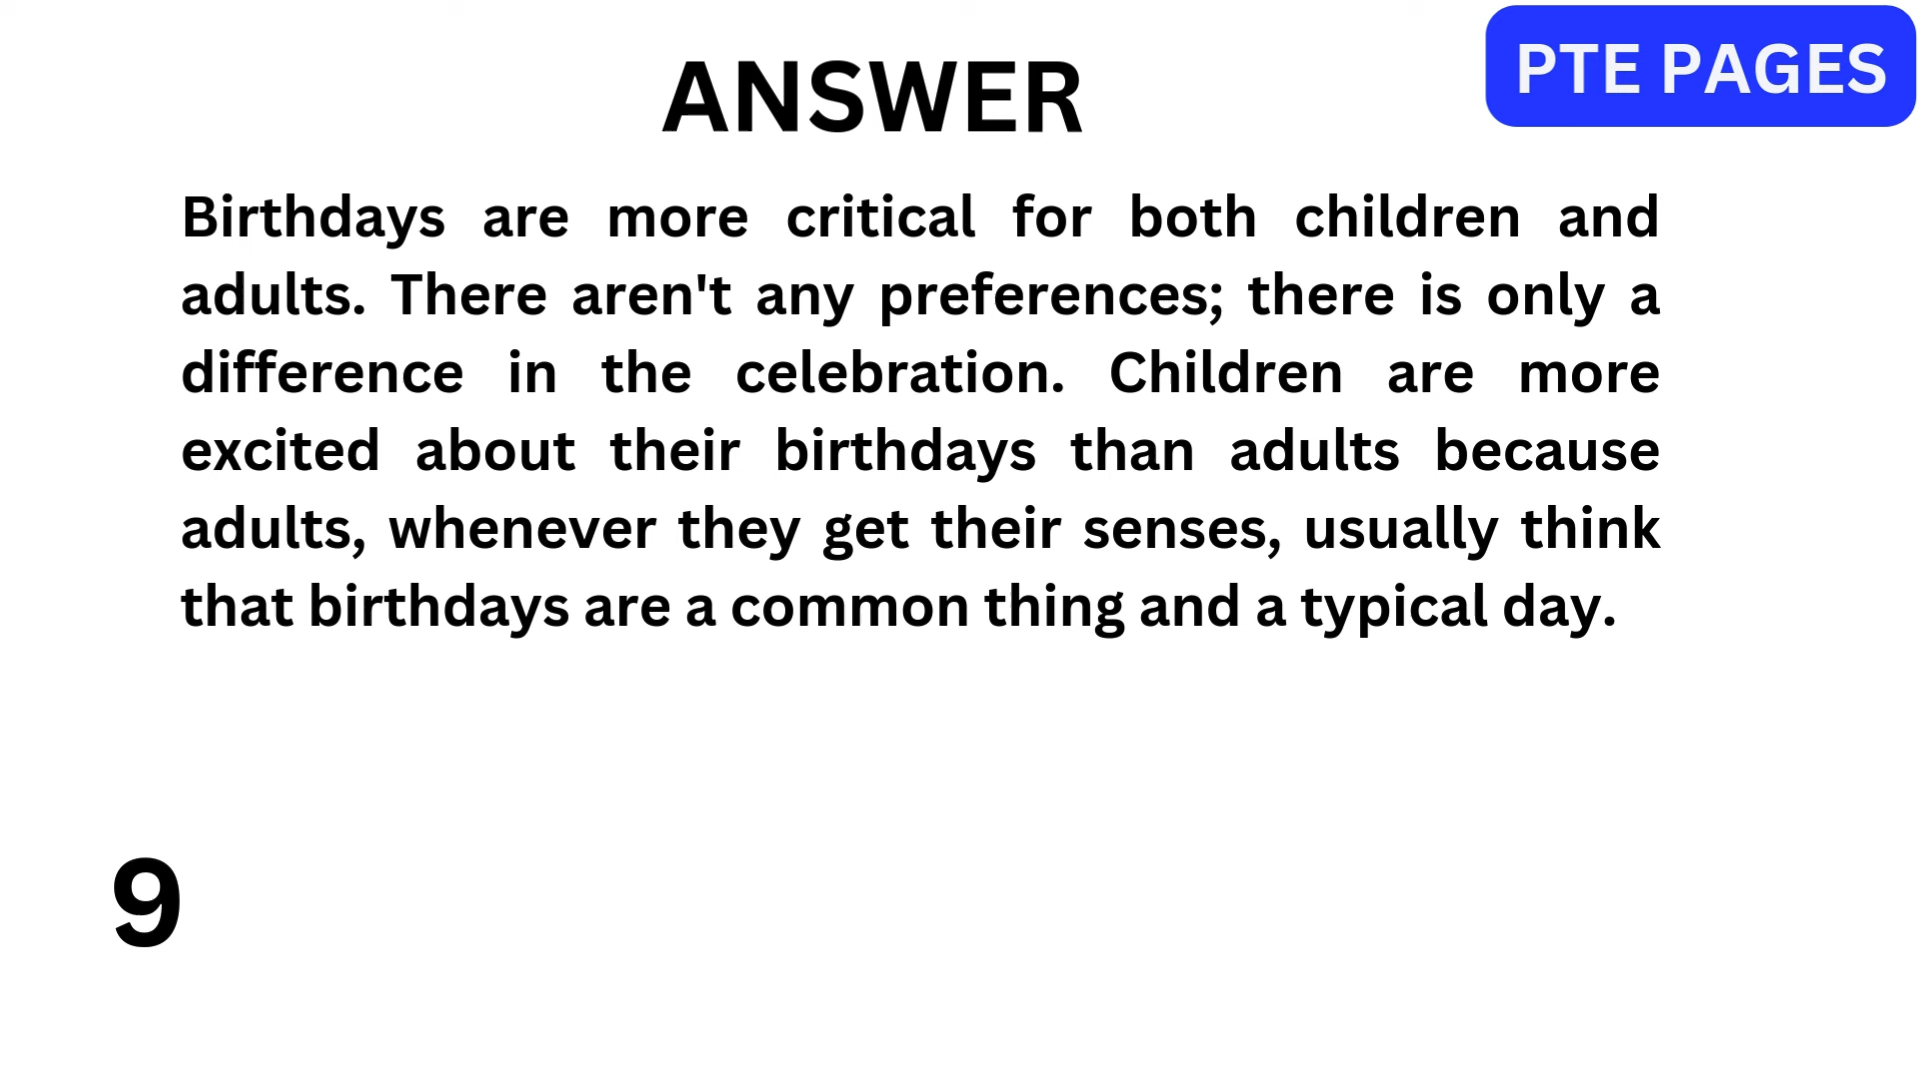 PTE PAGES
ANSWER
Birthdays are more critical for both children and
adults. There aren't any preferences; there is only a
difference in the celebration. Children are more
excited about their birthdays than adults because
adults, whenever they get their senses, usually think
that birthdays are a common thing and a typical day.
9